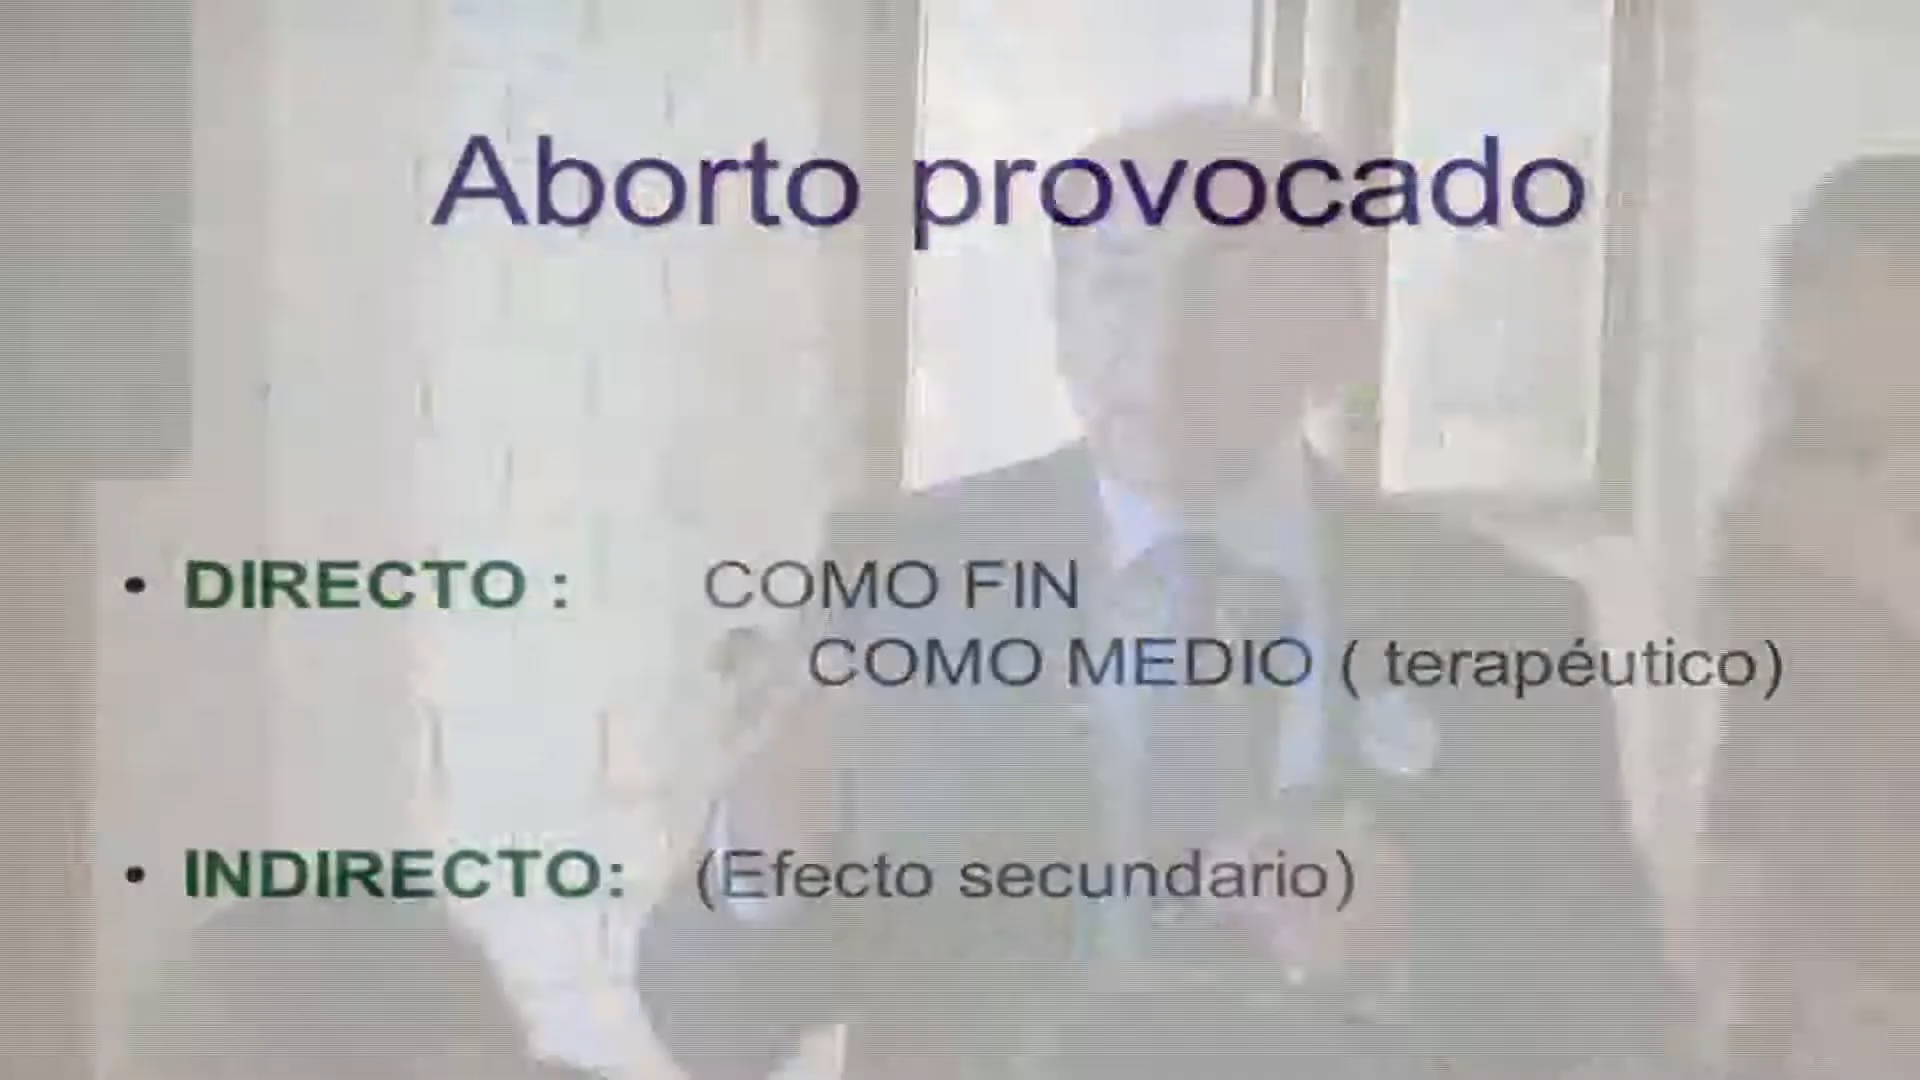 Aborto provocado
• DIRECTO : COMO FIN
COMO MEDIO ( terapéutico)
• INDIRECTO: (Efecto secundario)